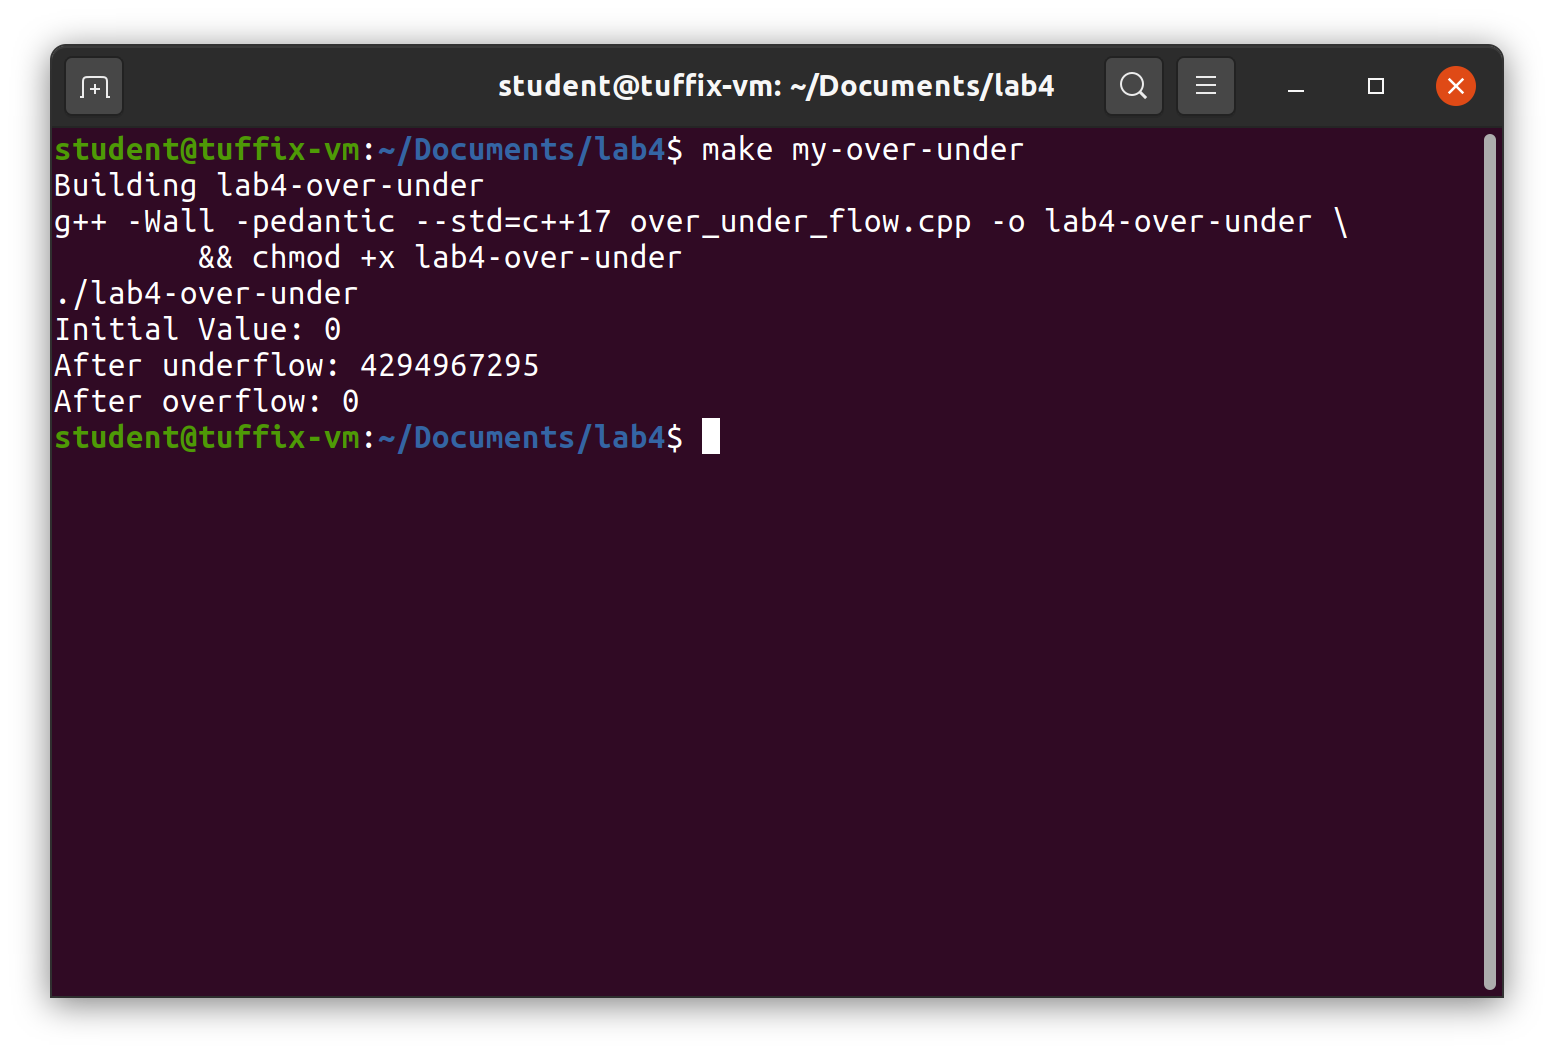 student@tuffix-vm: ~/Documents/lab4
student@tuffix-vm:~/Documents/lab4$ make my-over-under
Building lab4-over-under
g++ -Wall -pedantic --std=c++17 over_under_flow.cpp -o lab4-over-under \
        && chmod +x lab4-over-under
./lab4-over-under
Initial Value: 0
After underflow: 4294967295
After overflow: 0
student@tuffix-vm:~/Documents/lab4$